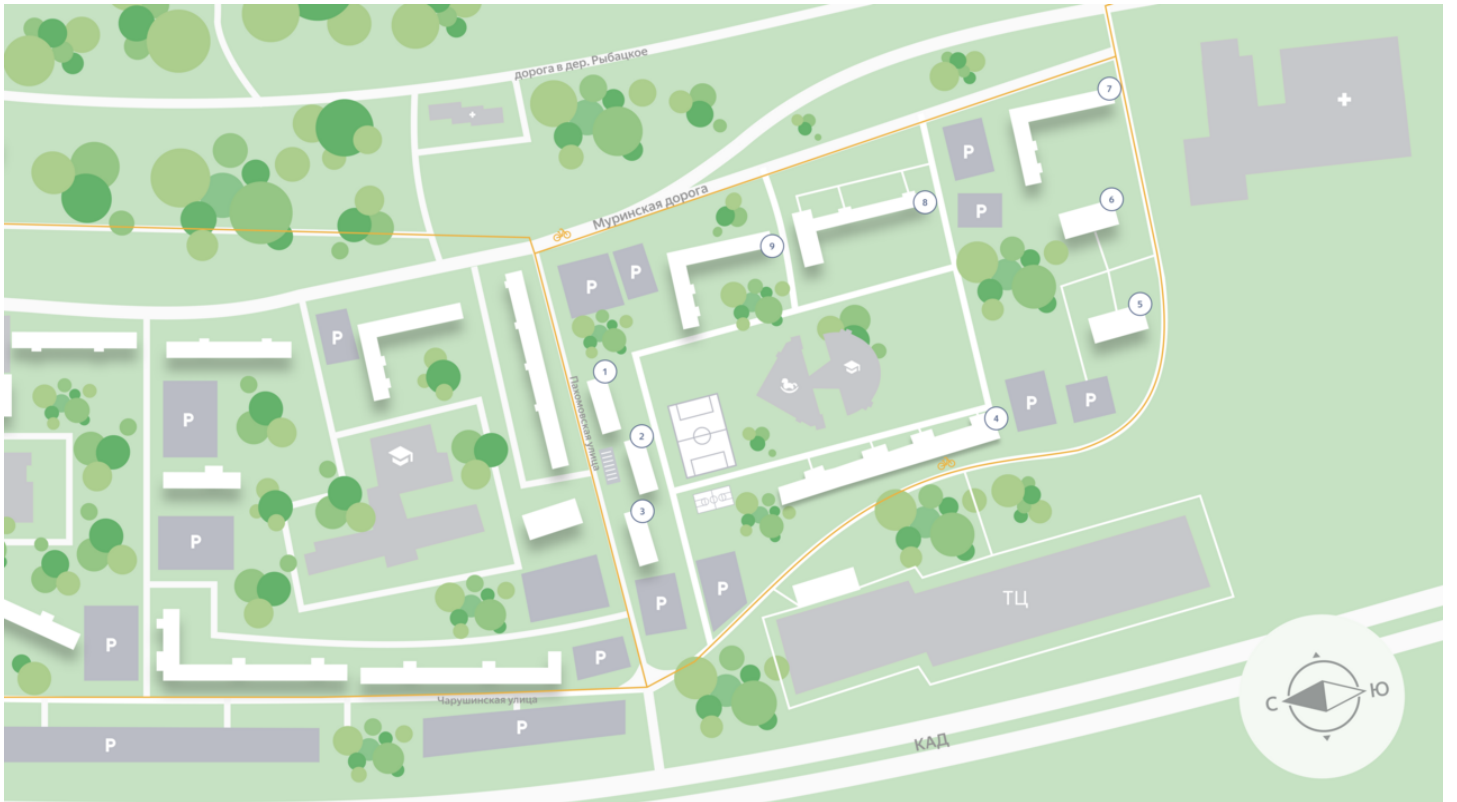 дорога в дер. Рыбацкое
7
P
Муринская дорога
6
8
P
9
P
P
5
P
1
P
P
Пахомовская улица
4
P
2
3
P
P
P
ТЦ
P
P
P
С
Ю
Чарушинская улица
P
P
КАД